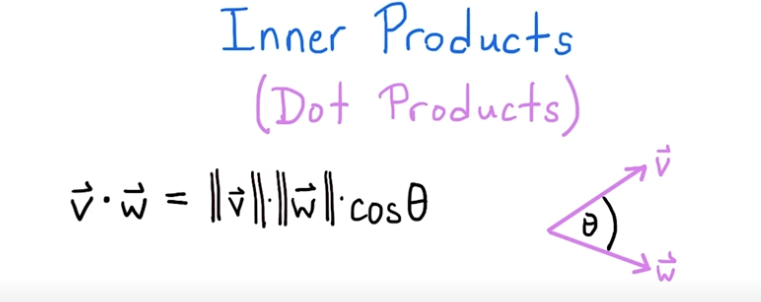 Inner Products
(Dot Products)
v⃗ · w⃗ = ‖v⃗‖·‖w⃗‖·cosθ
v⃗
θ
w⃗